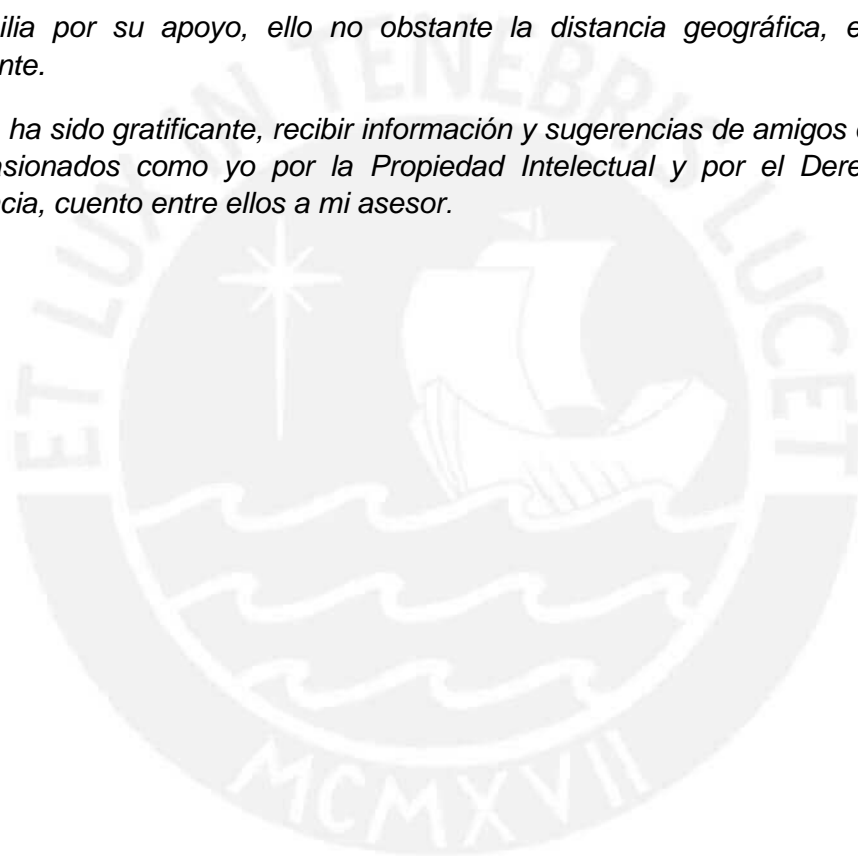 ilia por su apoyo, ello no obstante la distancia geográfica, e
nte.
ha sido gratificante, recibir información y sugerencias de amigos
asionados como yo por la Propiedad Intelectual y por el Dere
ncia, cuento entre ellos a mi asesor.
ET LUX IN TENEBRIS LUCET
MCMXVII